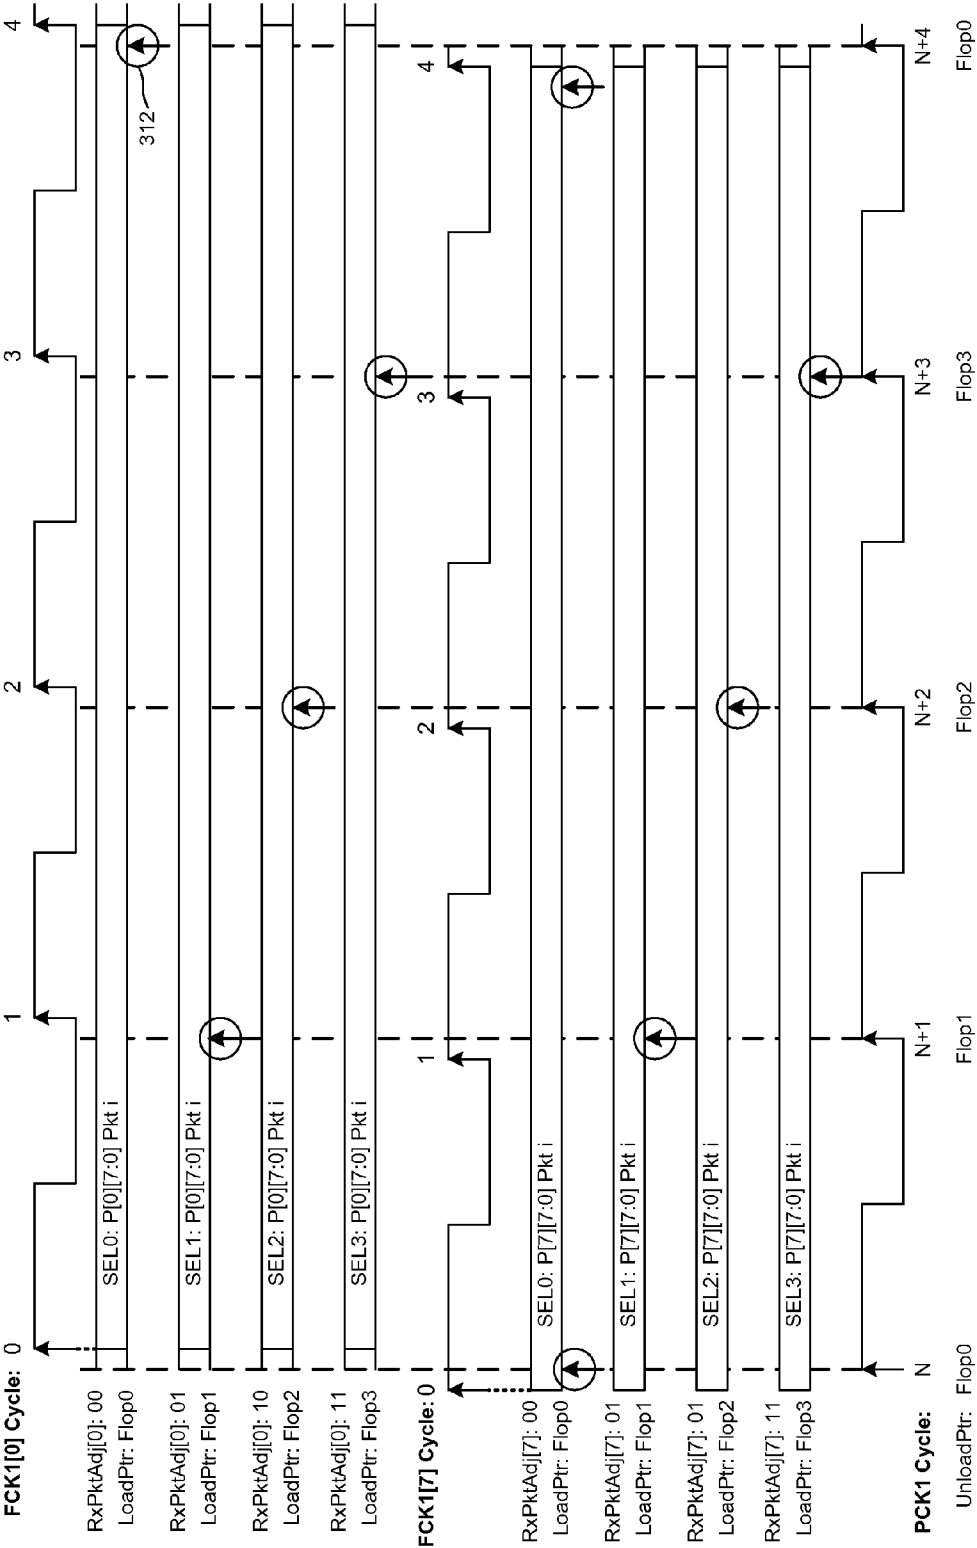 FCK1[0] Cycle: 0 1 2 3 4
RxPktAdj[0]: 00
LoadPtr: Flop0
SEL0: P[0][7:0] Pkt i
312
RxPktAdj[0]: 01
LoadPtr: Flop1
SEL1: P[0][7:0] Pkt i
RxPktAdj[0]: 10
LoadPtr: Flop2
SEL2: P[0][7:0] Pkt i
RxPktAdj[0]: 11
LoadPtr: Flop3
SEL3: P[0][7:0] Pkt i
FCK1[7] Cycle: 0 1 2 3 4
RxPktAdj[7]: 00
LoadPtr: Flop0
SEL0: P[7][7:0] Pkt i
RxPktAdj[7]: 01
LoadPtr: Flop1
SEL1: P[7][7:0] Pkt i
RxPktAdj[7]: 01
LoadPtr: Flop2
SEL2: P[7][7:0] Pkt i
RxPktAdj[7]: 11
LoadPtr: Flop3
SEL3: P[7][7:0] Pkt i
PCK1 Cycle: N N+1 N+2 N+3 N+4
UnloadPtr: Flop0 Flop1 Flop2 Flop3 Flop0